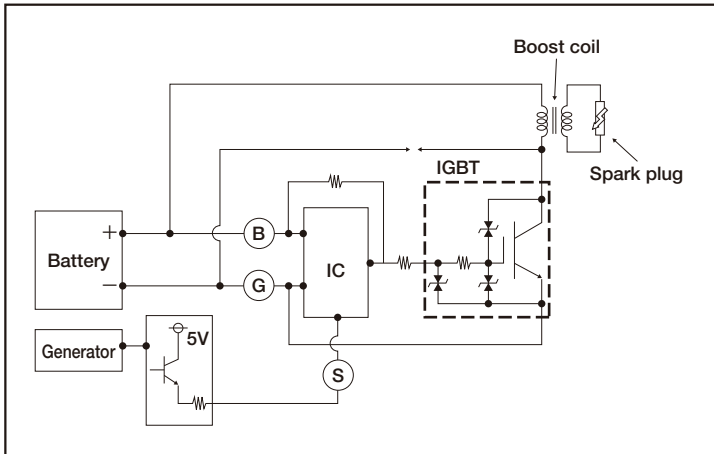 Boost coil
IGBT
Spark plug
+
B
Battery
IC
−
G
Generator
5V
S